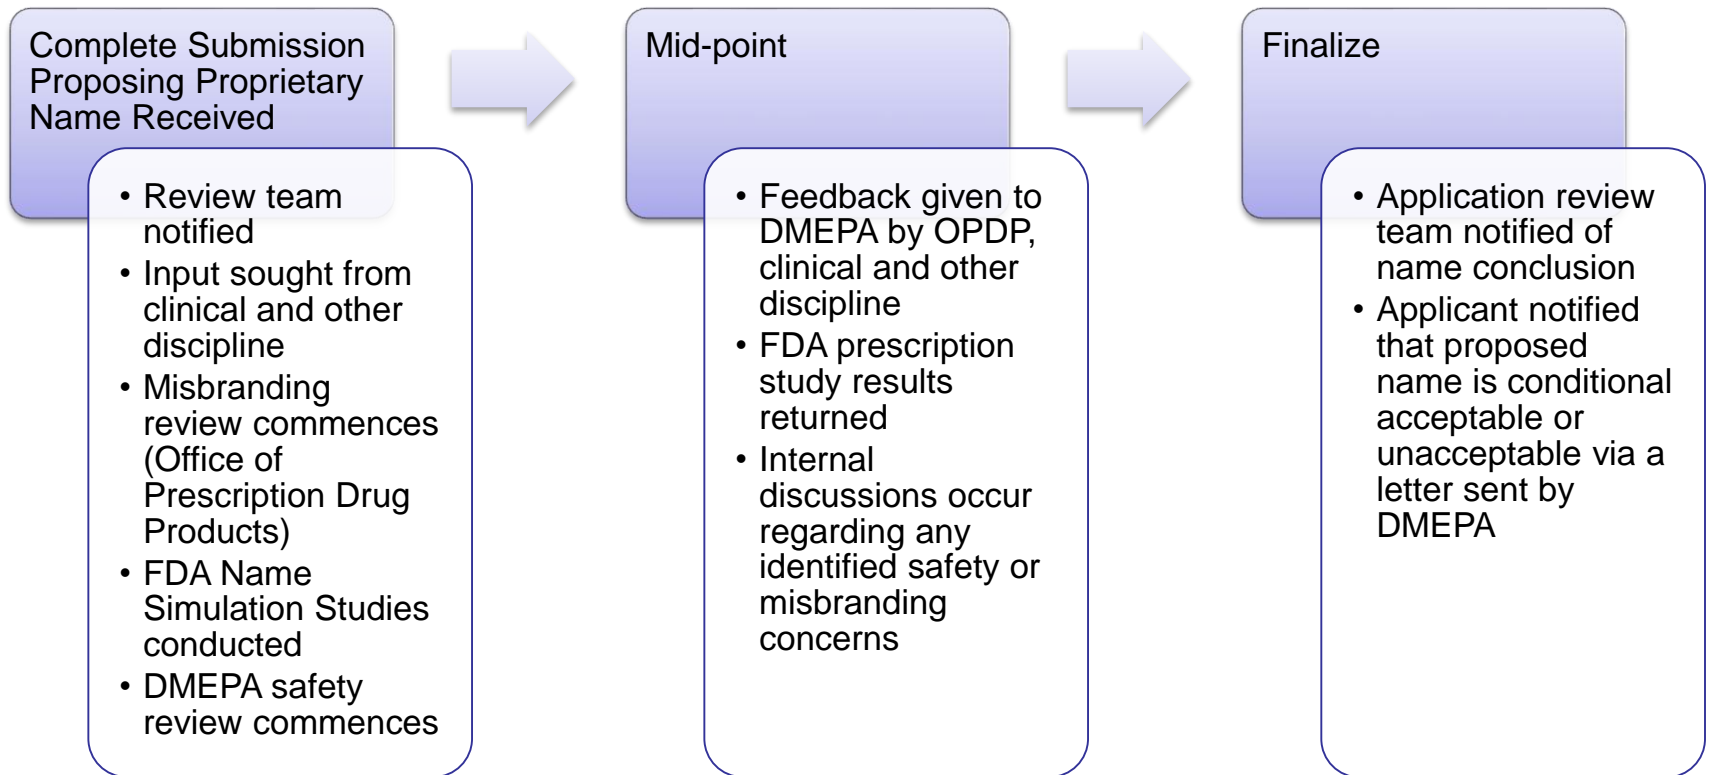 Complete Submission
Proposing Proprietary
Name Received
• Review team
notified
• Input sought from
clinical and other
discipline
• Misbranding
review commences
(Office of
Prescription Drug
Products)
• FDA Name
Simulation Studies
conducted
• DMEPA safety
review commences
Mid-point
• Feedback given to
DMEPA by OPDP,
clinical and other
discipline
• FDA prescription
study results
returned
• Internal
discussions occur
regarding any
identified safety or
misbranding
concerns
Finalize
• Application review
team notified of
name conclusion
• Applicant notified
that proposed
name is conditional
acceptable or
unacceptable via a
letter sent by
DMEPA